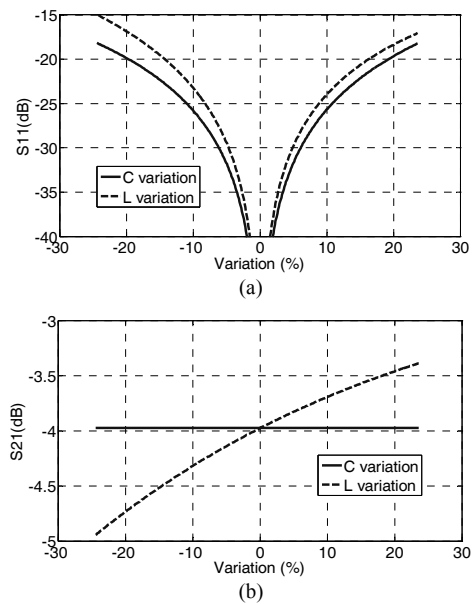 -15
-20
-25
-30
-35
-40
S11(dB)
C variation
L variation
-30 -20 -10 0 10 20 30
Variation (%)
(a)
-3
-3.5
-4
-4.5
-5
S21(dB)
C variation
L variation
-30 -20 -10 0 10 20 30
Variation (%)
(b)